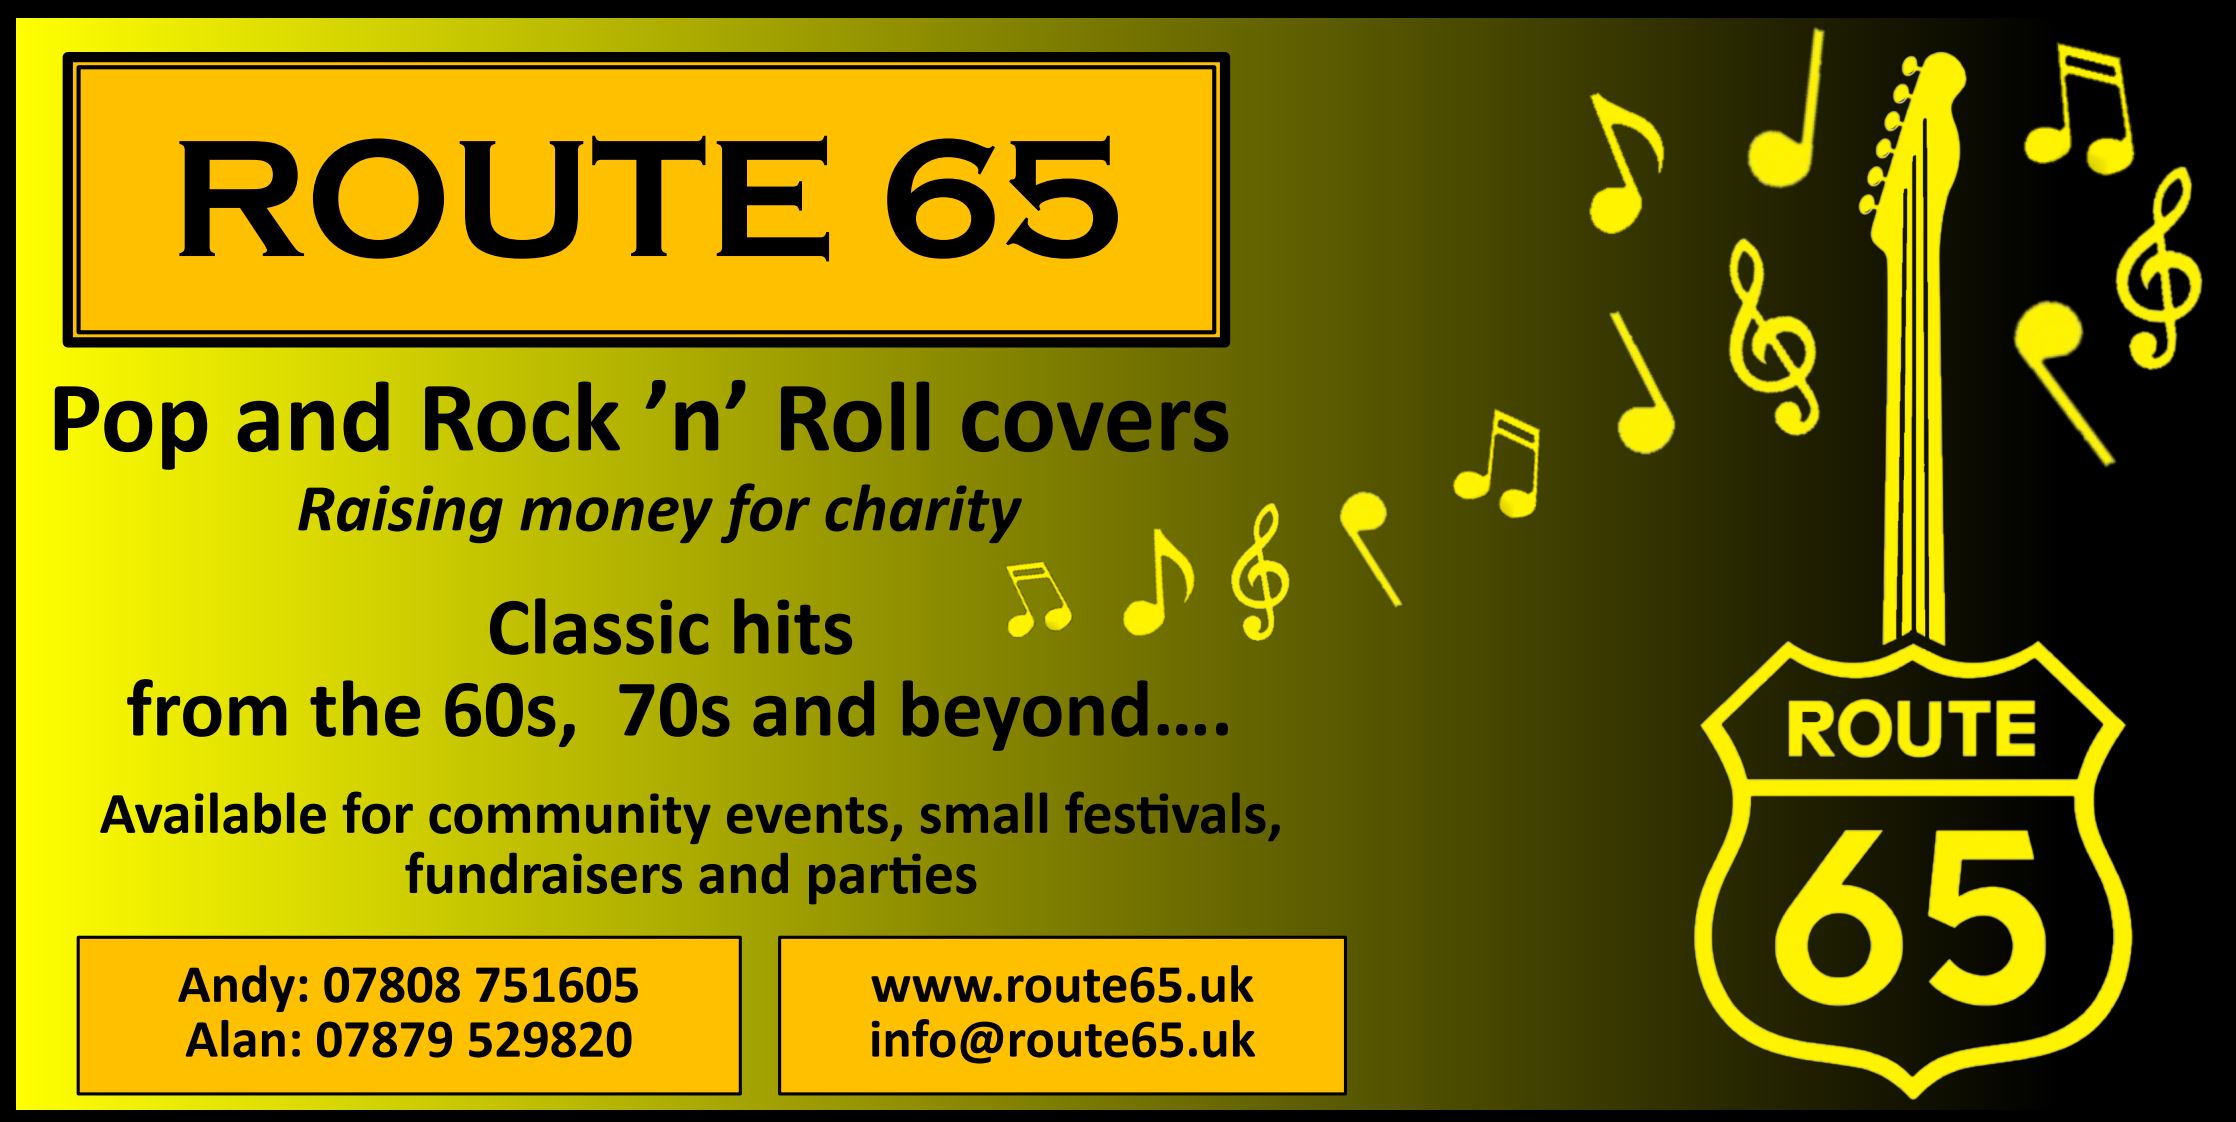 ROUTE 65
Pop and Rock ’n’ Roll covers
Raising money for charity
Classic hits
from the 60s,  70s and beyond....
Available for community events, small festivals,
fundraisers and parties
Andy: 07808 751605
Alan: 07879 529820
www.route65.uk
info@route65.uk
ROUTE
65